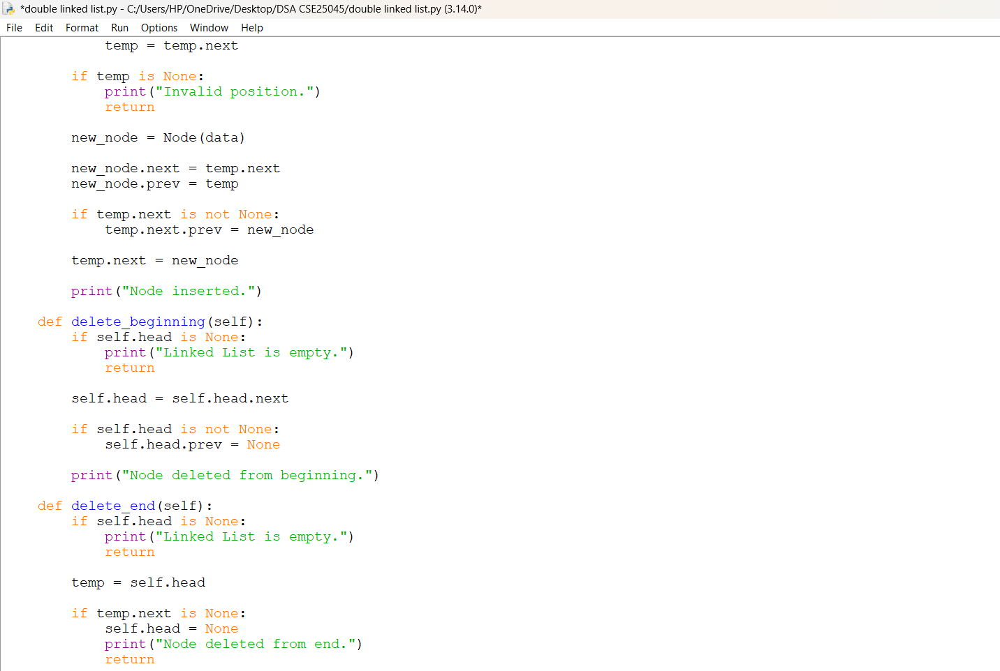 *double linked list.py - C:/Users/HP/OneDrive/Desktop/DSA CSE25045/double linked list.py (3.14.0)*
File Edit Format Run Options Window Help
            temp = temp.next

        if temp is None:
            print("Invalid position.")
            return

        new_node = Node(data)

        new_node.next = temp.next
        new_node.prev = temp

        if temp.next is not None:
            temp.next.prev = new_node

        temp.next = new_node

        print("Node inserted.")

    def delete_beginning(self):
        if self.head is None:
            print("Linked List is empty.")
            return

        self.head = self.head.next

        if self.head is not None:
            self.head.prev = None

        print("Node deleted from beginning.")

    def delete_end(self):
        if self.head is None:
            print("Linked List is empty.")
            return

        temp = self.head

        if temp.next is None:
            self.head = None
            print("Node deleted from end.")
            return